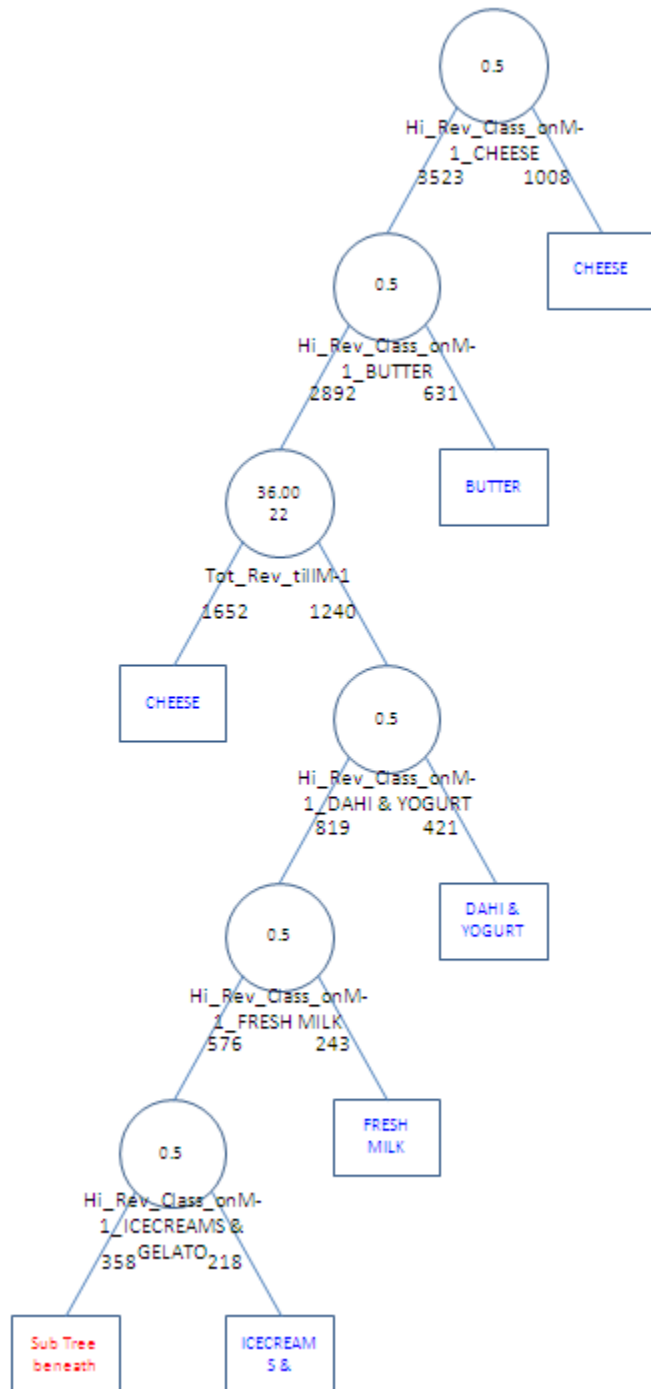 0.5
Hi_Rev_Class_onM-
1_CHEESE
3523 1008
CHEESE
0.5
Hi_Rev_Class_onM-
1_BUTTER
2892 631
BUTTER
36.00
22
Tot_Rev_tillM-1
1652 1240
CHEESE
0.5
Hi_Rev_Class_onM-
1_DAHI & YOGURT
819 421
DAHI &
YOGURT
0.5
Hi_Rev_Class_onM-
1_FRESH MILK
576 243
FRESH
MILK
0.5
Hi_Rev_Class_onM-
1_ICECREAMS &
GELATO
358 218
Sub Tree
beneath
ICECREAM
S &